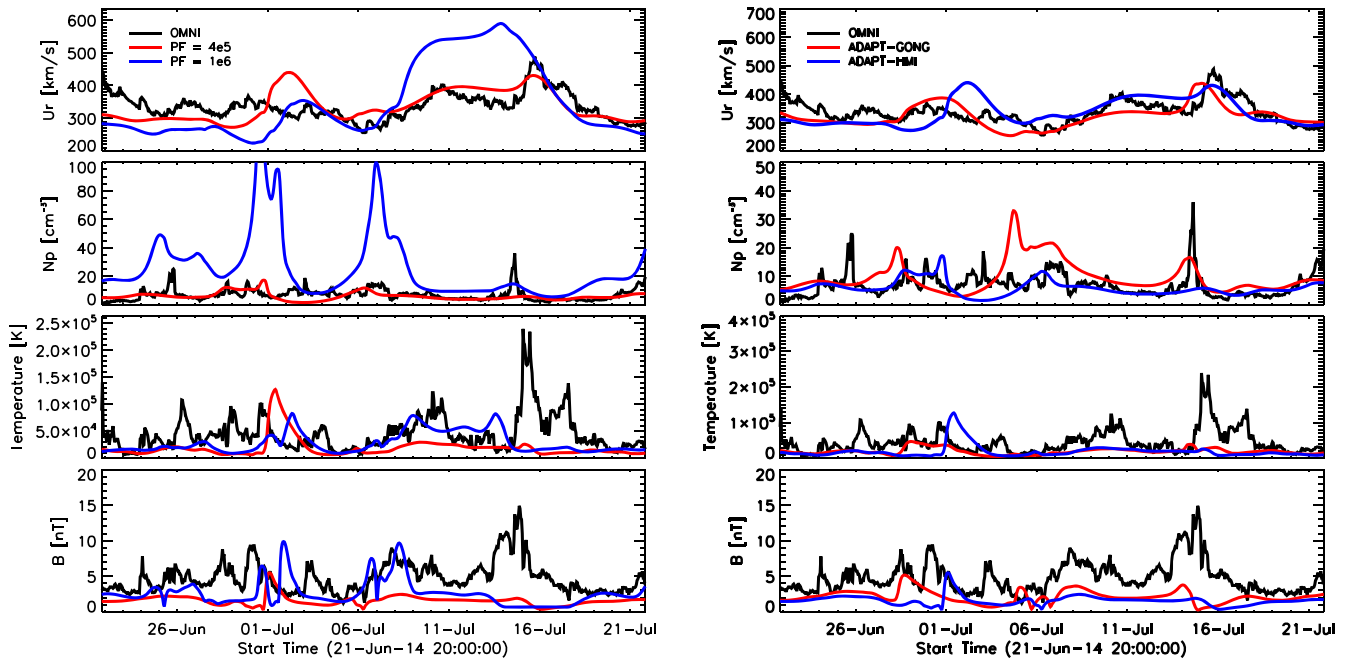 600
500
400
300
200
Ur [km/s]
OMNI
PF = 4e5
PF = 1e6
100
80
60
40
20
0
Np [cm⁻³]
2.5×10⁵
2.0×10⁵
1.5×10⁵
1.0×10⁵
5.0×10⁴
0
Temperature [K]
20
15
10
5
0
B [nT]
26-Jun
01-Jul
06-Jul
11-Jul
16-Jul
21-Jul
Start Time (21-Jun-14 20:00:00)
700
600
500
400
300
200
Ur [km/s]
OMNI
ADAPT-GONG
ADAPT-HMI
50
40
30
20
10
0
Np [cm⁻³]
4×10⁵
3×10⁵
2×10⁵
1×10⁵
0
Temperature [K]
20
15
10
5
0
B [nT]
26-Jun
01-Jul
06-Jul
11-Jul
16-Jul
21-Jul
Start Time (21-Jun-14 20:00:00)